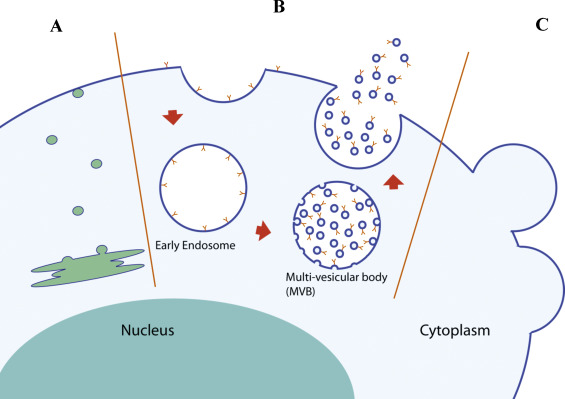 A
B
C
Early Endosome
Multi-vesicular body
(MVB)
Nucleus
Cytoplasm